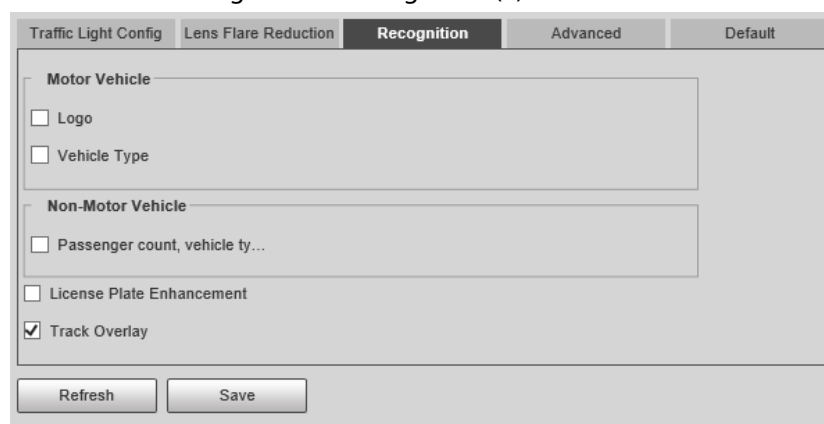 Traffic Light Config Lens Flare Reduction Recognition Advanced Default
Motor Vehicle
Logo
Vehicle Type
Non-Motor Vehicle
Passenger count, vehicle ty...
License Plate Enhancement
Track Overlay
Refresh Save